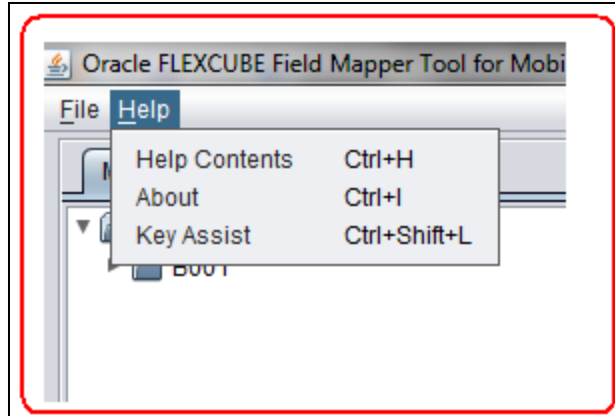 Oracle FLEXCUBE Field Mapper Tool for Mobi
File Help
Help Contents Ctrl+H
About Ctrl+I
Key Assist Ctrl+Shift+L
B001